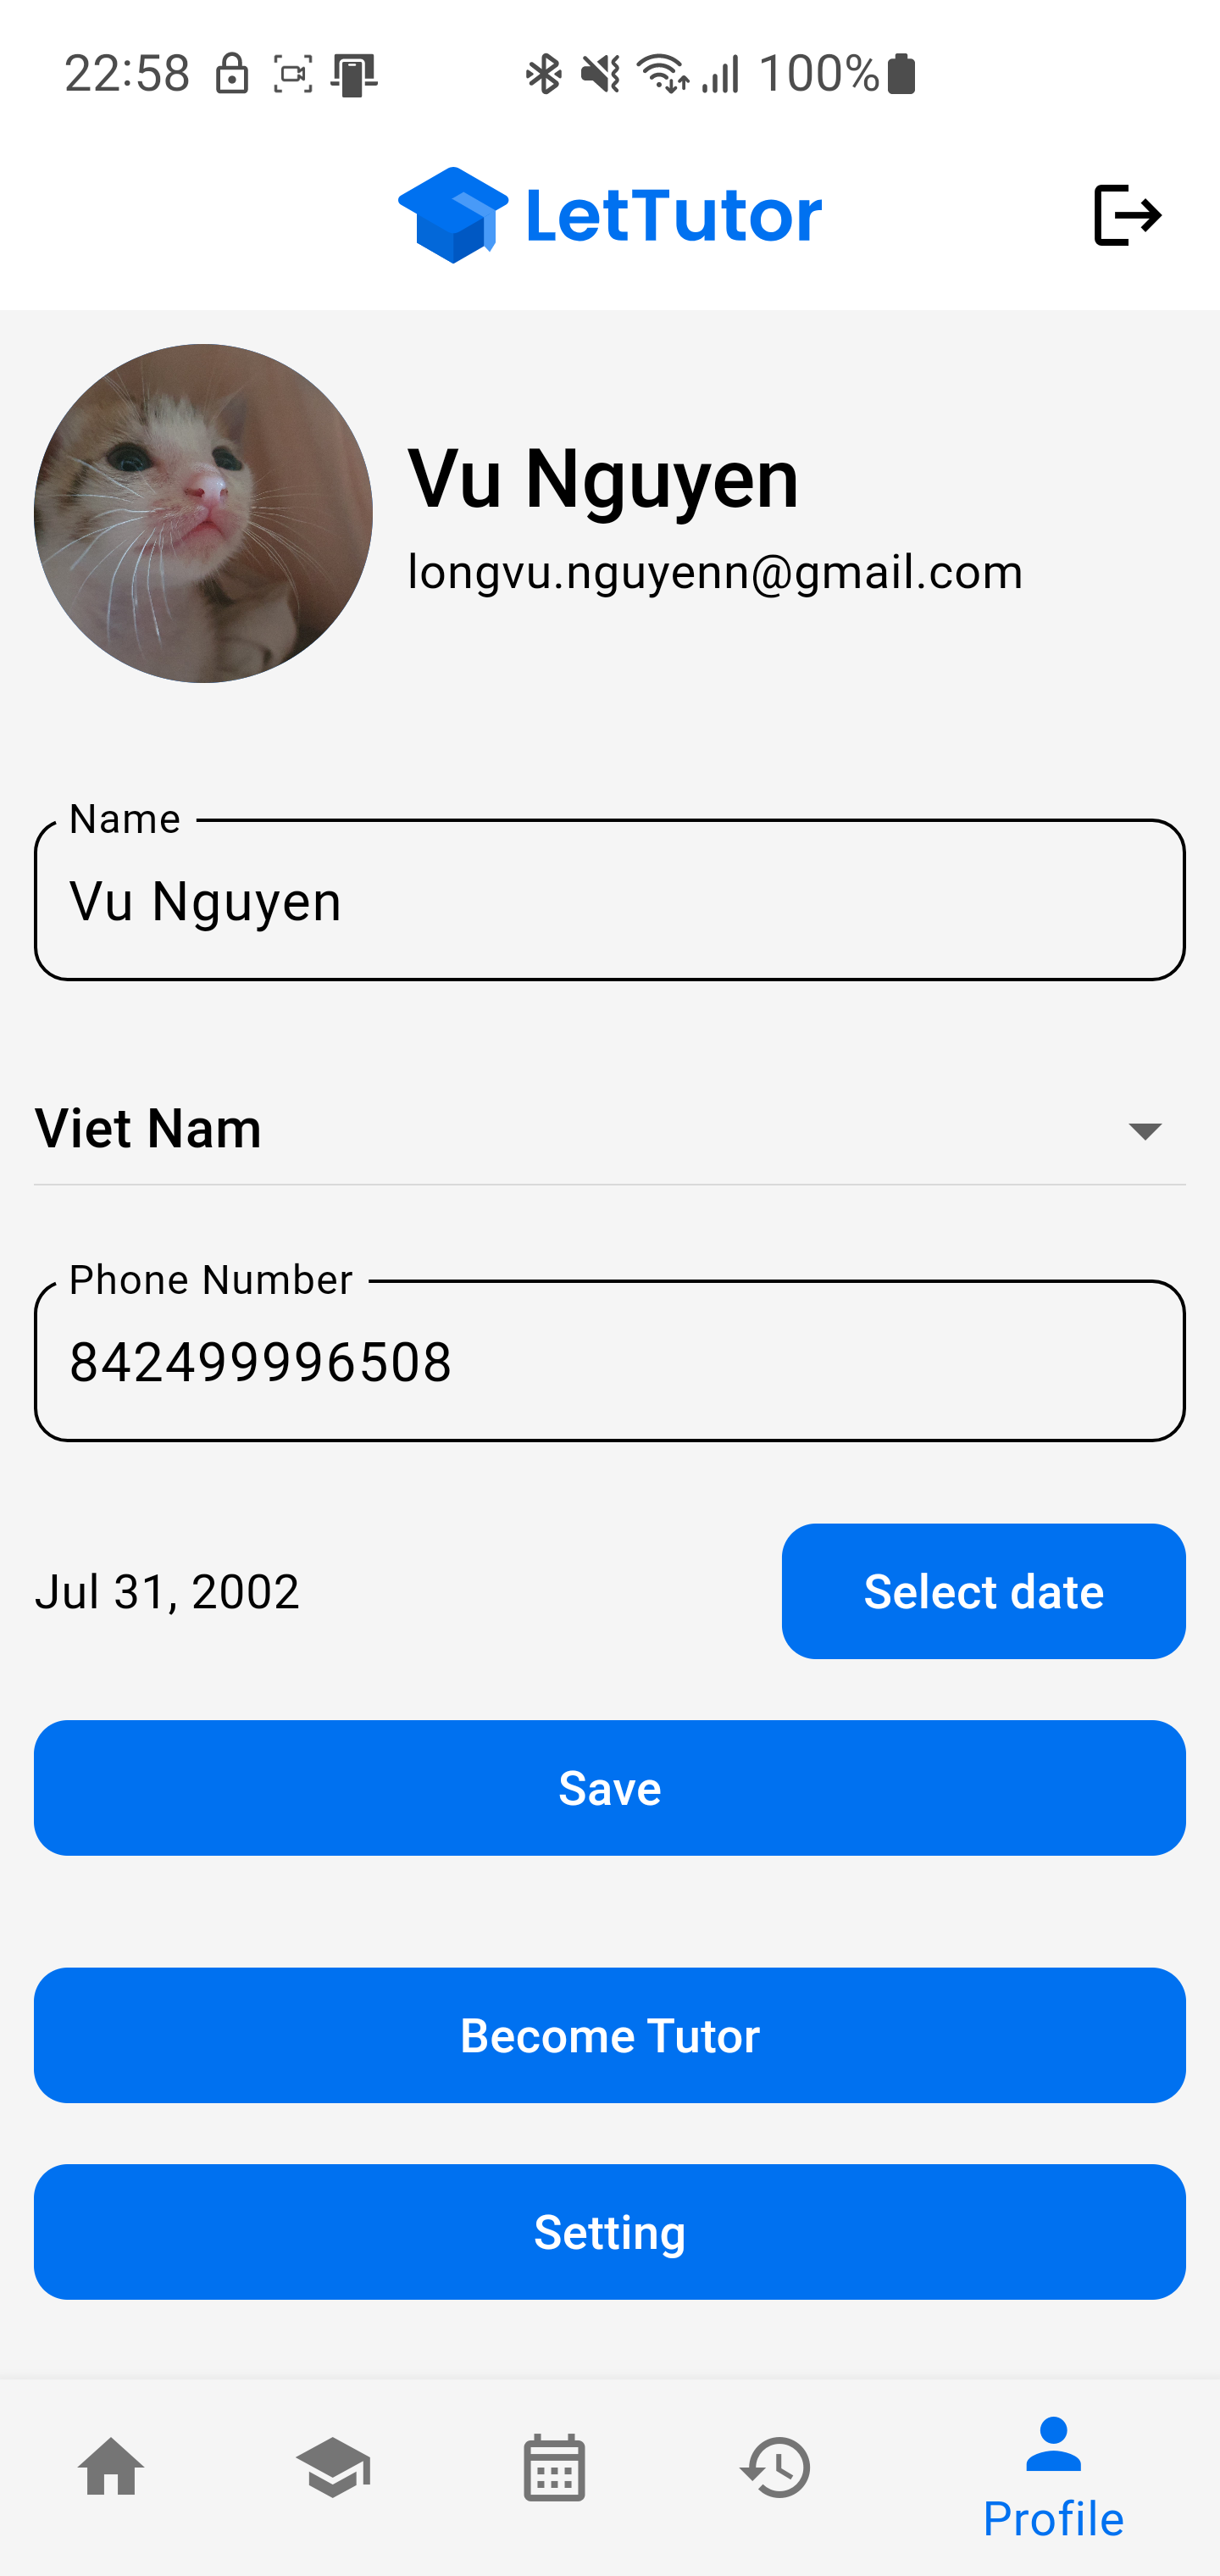 22:58 100%
LetTutor
Vu Nguyen
longvu.nguyenn@gmail.com
Name
Vu Nguyen
Viet Nam
Phone Number
842499996508
Jul 31, 2002 Select date
Save
Become Tutor
Setting
Profile